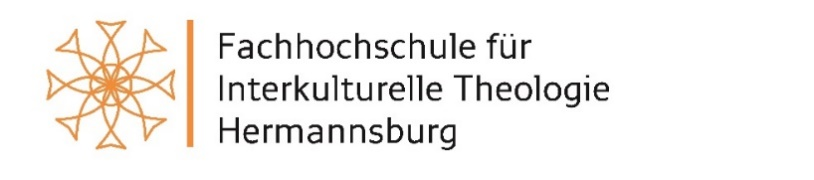 Fachhochschule für
Interkulturelle Theologie
Hermannsburg